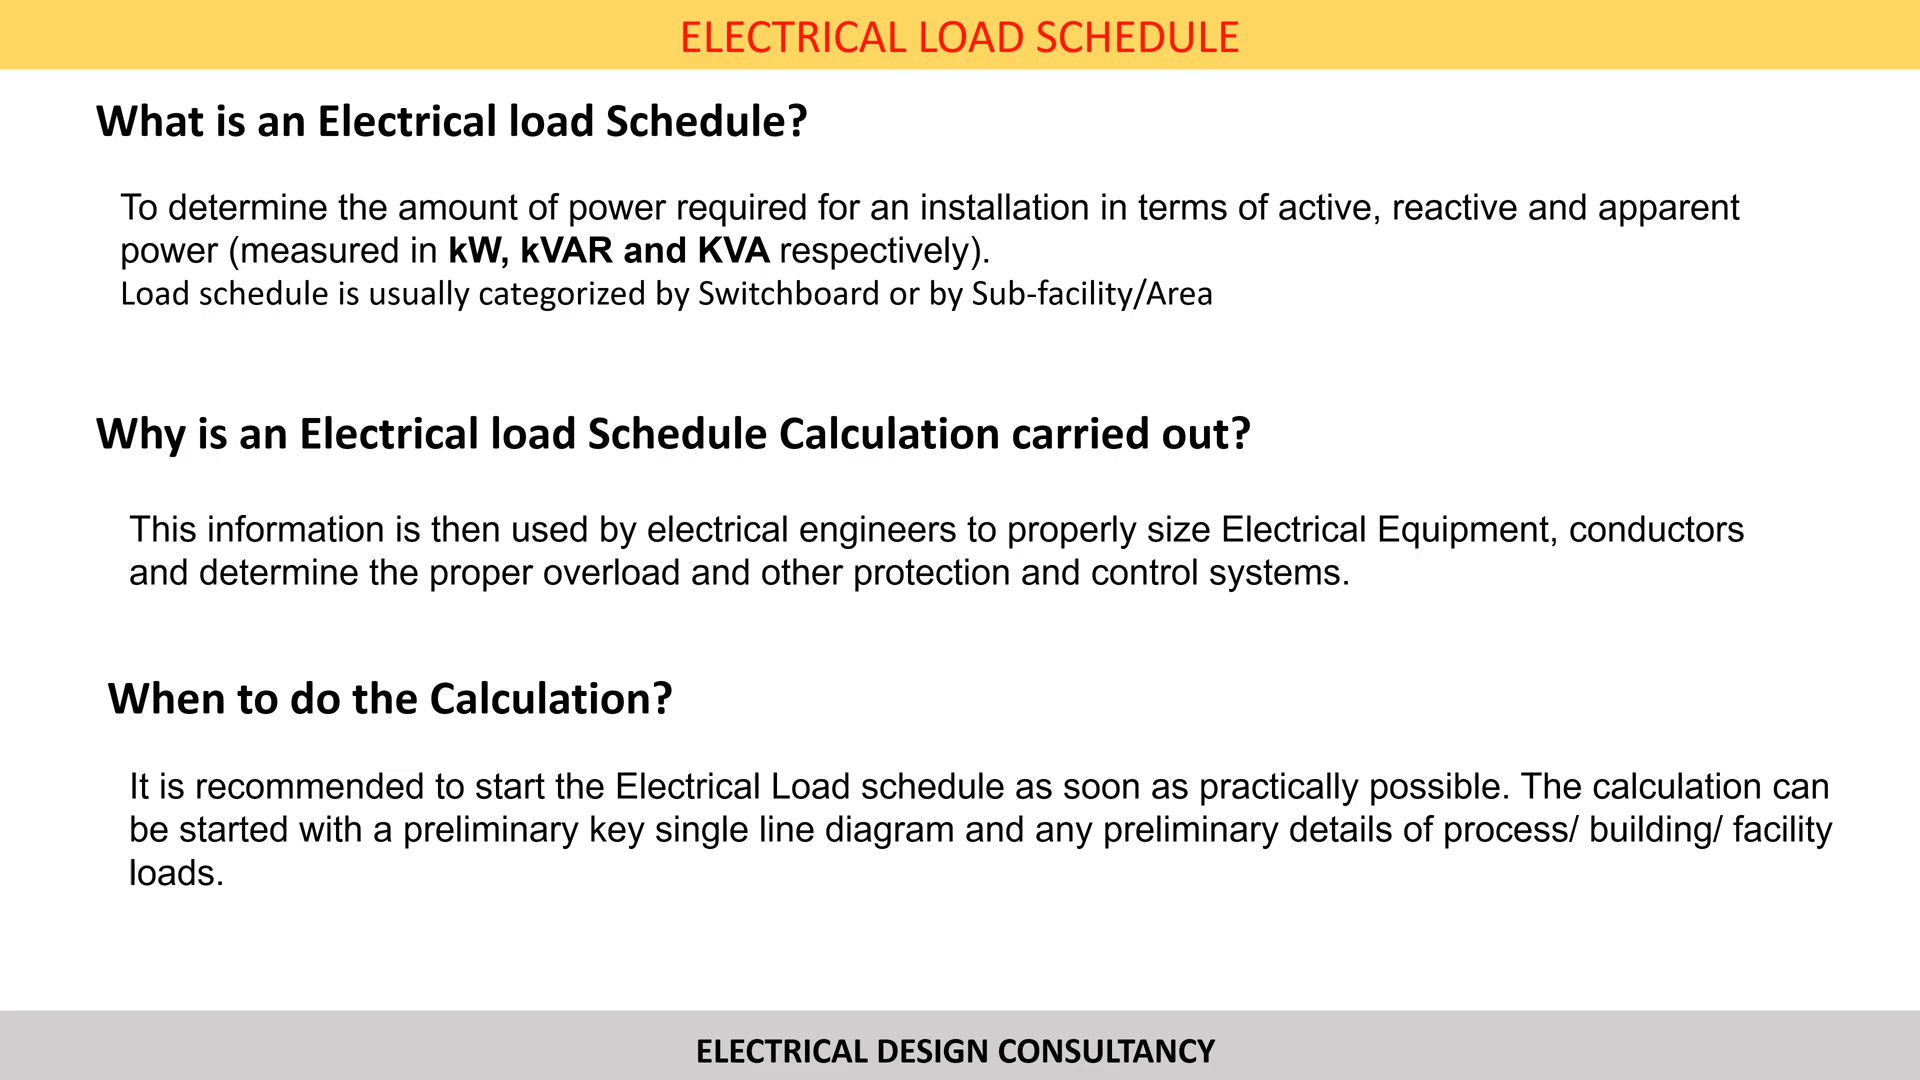 ELECTRICAL LOAD SCHEDULE
What is an Electrical load Schedule?
To determine the amount of power required for an installation in terms of active, reactive and apparent
power (measured in kW, kVAR and KVA respectively).
Load schedule is usually categorized by Switchboard or by Sub-facility/Area
Why is an Electrical load Schedule Calculation carried out?
This information is then used by electrical engineers to properly size Electrical Equipment, conductors
and determine the proper overload and other protection and control systems.
When to do the Calculation?
It is recommended to start the Electrical Load schedule as soon as practically possible. The calculation can
be started with a preliminary key single line diagram and any preliminary details of process/ building/ facility
loads.
ELECTRICAL DESIGN CONSULTANCY